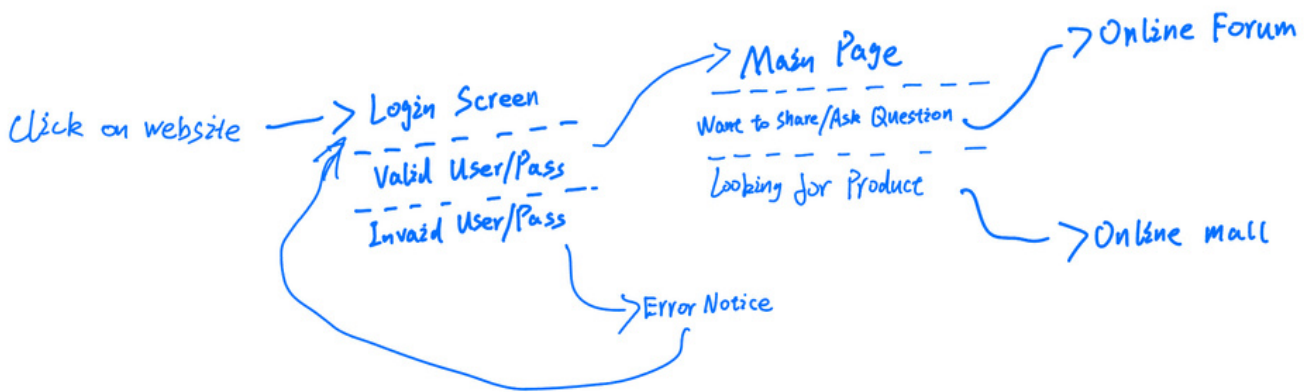 Click on website
Login Screen
Valid User/Pass
Invaid User/Pass
Error Notice
Main Page
Want to Share/Ask Question
Looking for Product
Online Forum
Online mall